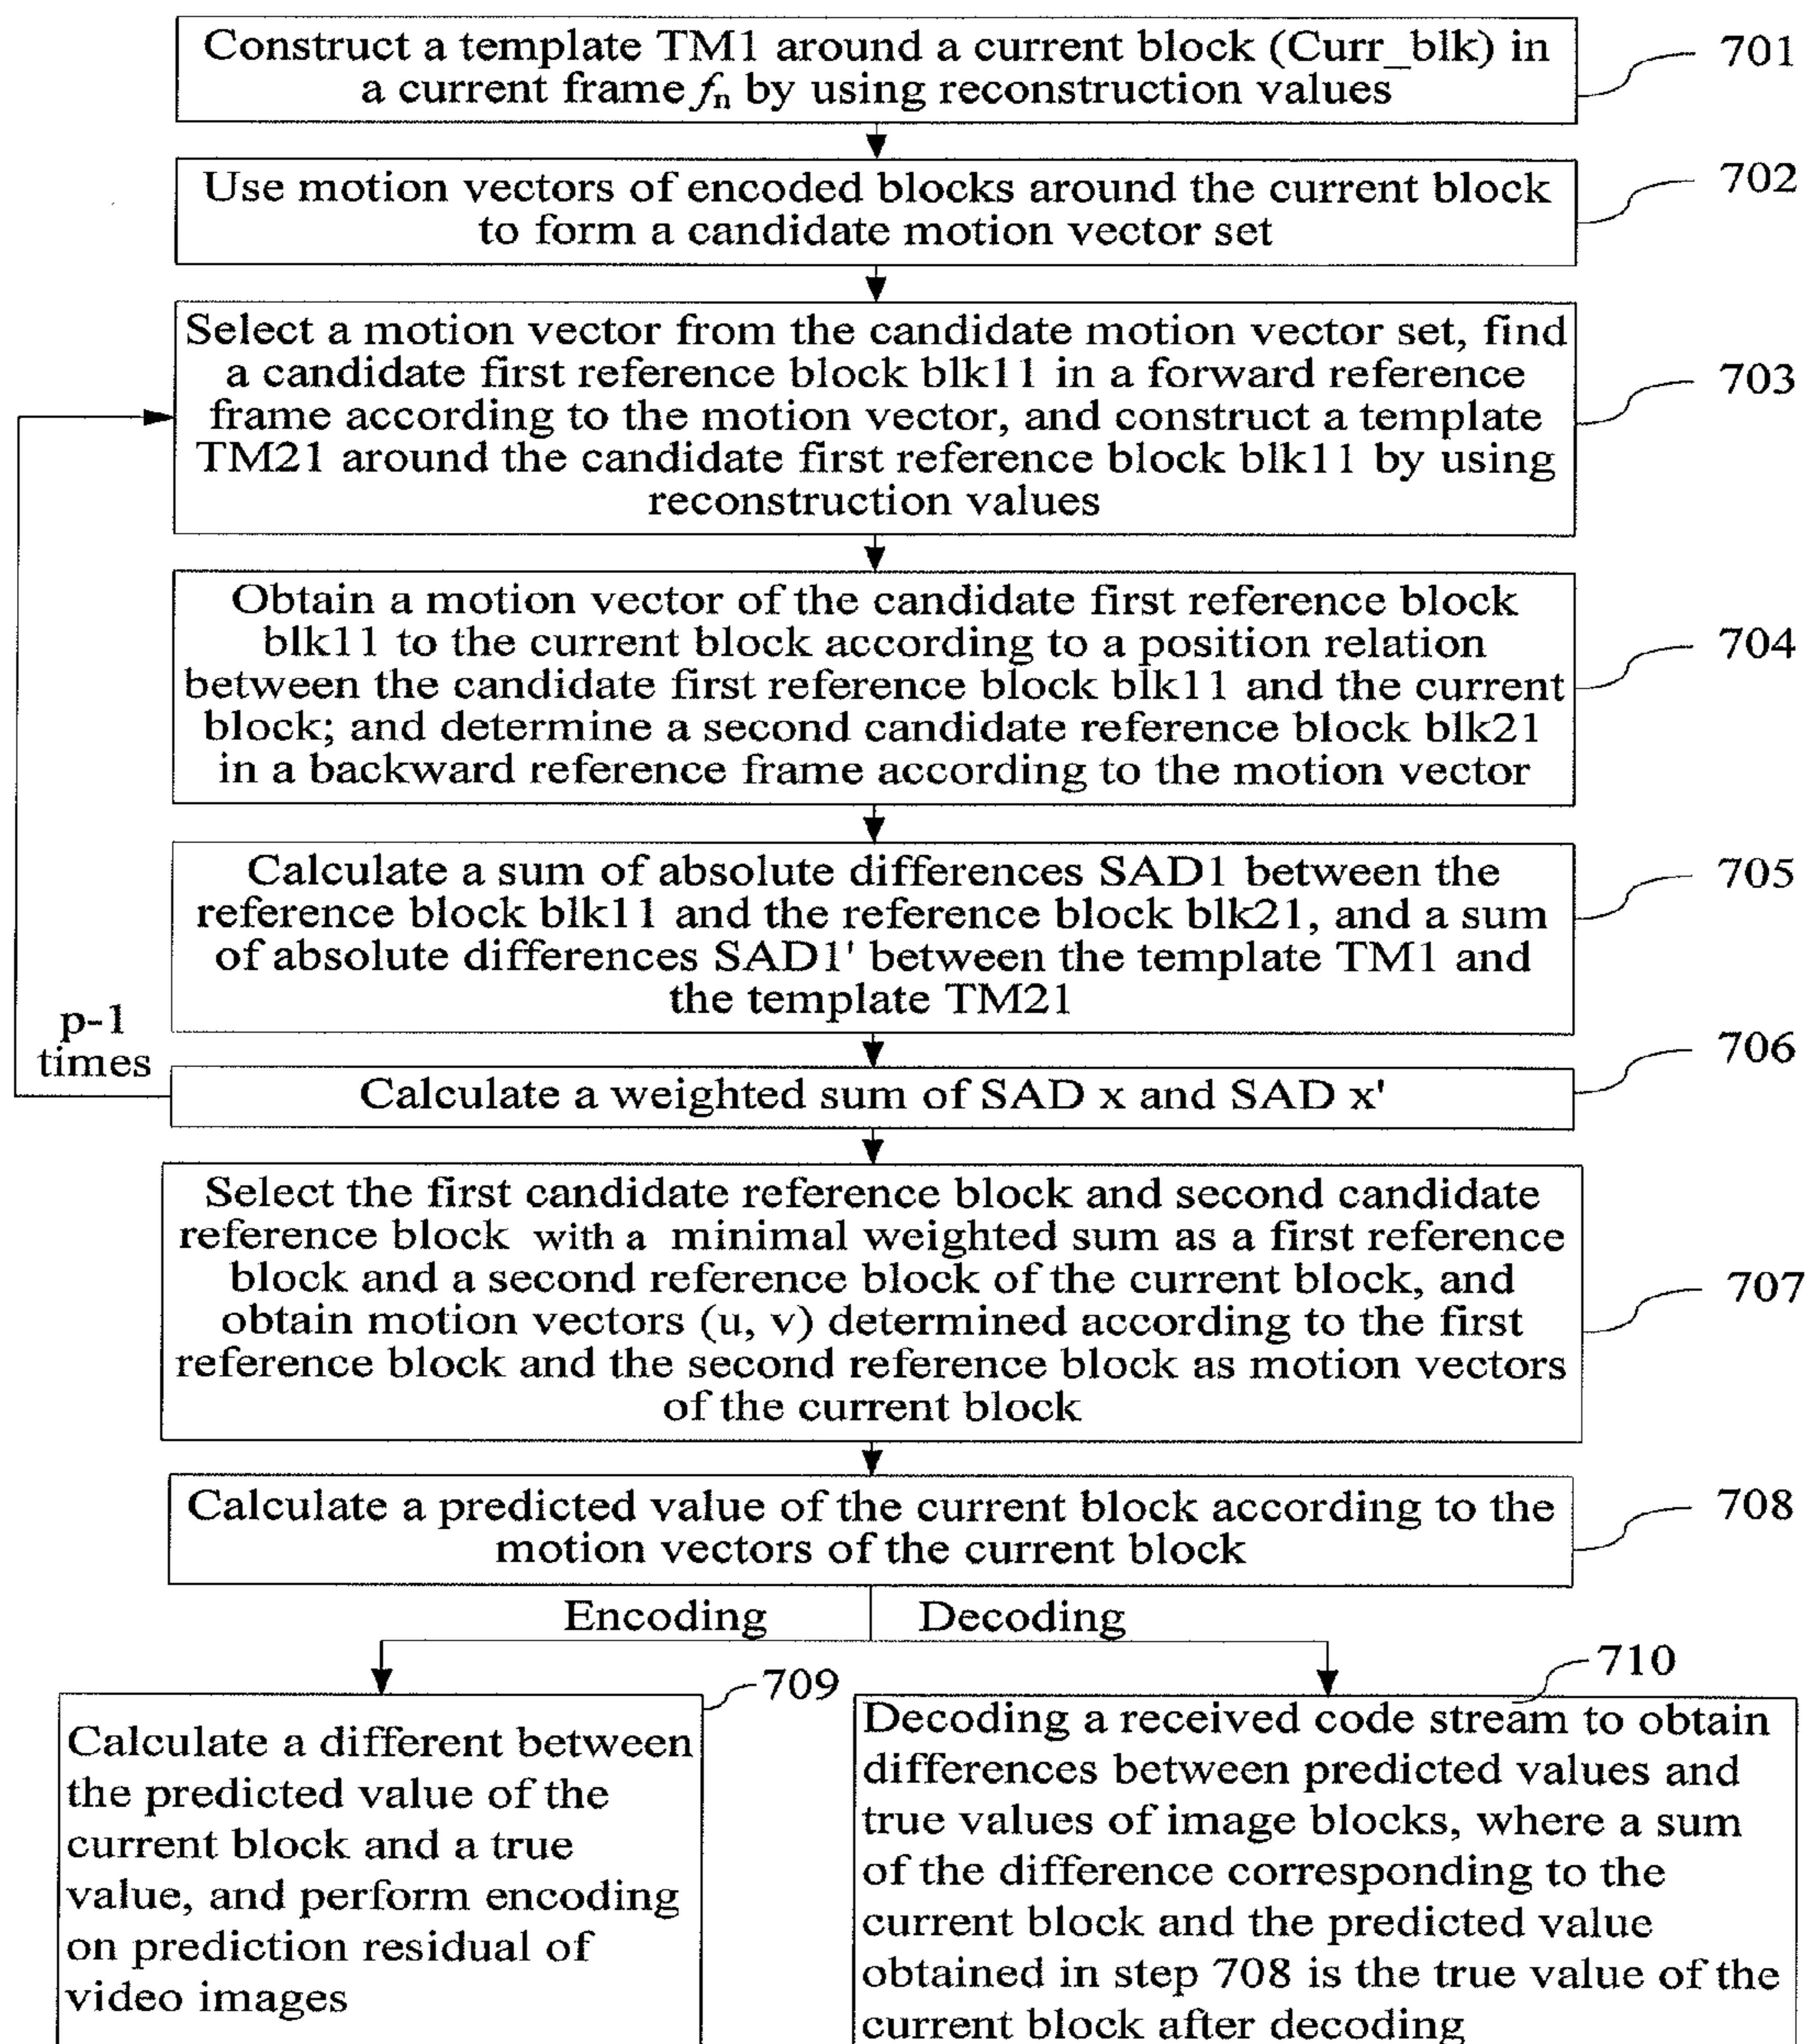 Construct a template TM1 around a current block (Curr_blk) in
a current frame fn by using reconstruction values
701
Use motion vectors of encoded blocks around the current block
to form a candidate motion vector set
702
Select a motion vector from the candidate motion vector set, find
a candidate first reference block blk11 in a forward reference
frame according to the motion vector, and construct a template
TM21 around the candidate first reference block blk11 by using
reconstruction values
703
Obtain a motion vector of the candidate first reference block
blk11 to the current block according to a position relation
between the candidate first reference block blk11 and the current
block; and determine a second candidate reference block blk21
in a backward reference frame according to the motion vector
704
Calculate a sum of absolute differences SAD1 between the
reference block blk11 and the reference block blk21, and a sum
of absolute differences SAD1' between the template TM1 and
the template TM21
705
p-1
times
Calculate a weighted sum of SAD x and SAD x'
706
Select the first candidate reference block and second candidate
reference block with a minimal weighted sum as a first reference
block and a second reference block of the current block, and
obtain motion vectors (u, v) determined according to the first
reference block and the second reference block as motion vectors
of the current block
707
Calculate a predicted value of the current block according to the
motion vectors of the current block
708
Encoding
Decoding
709
Calculate a different between
the predicted value of the
current block and a true
value, and perform encoding
on prediction residual of
video images
710
Decoding a received code stream to obtain
differences between predicted values and
true values of image blocks, where a sum
of the difference corresponding to the
current block and the predicted value
obtained in step 708 is the true value of the
current block after decoding